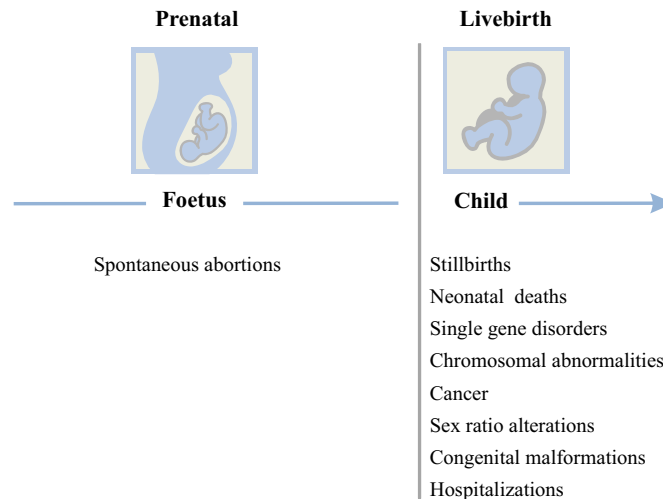 Prenatal
Livebirth
Foetus
Child
Spontaneous abortions
Stillbirths
Neonatal deaths
Single gene disorders
Chromosomal abnormalities
Cancer
Sex ratio alterations
Congenital malformations
Hospitalizations